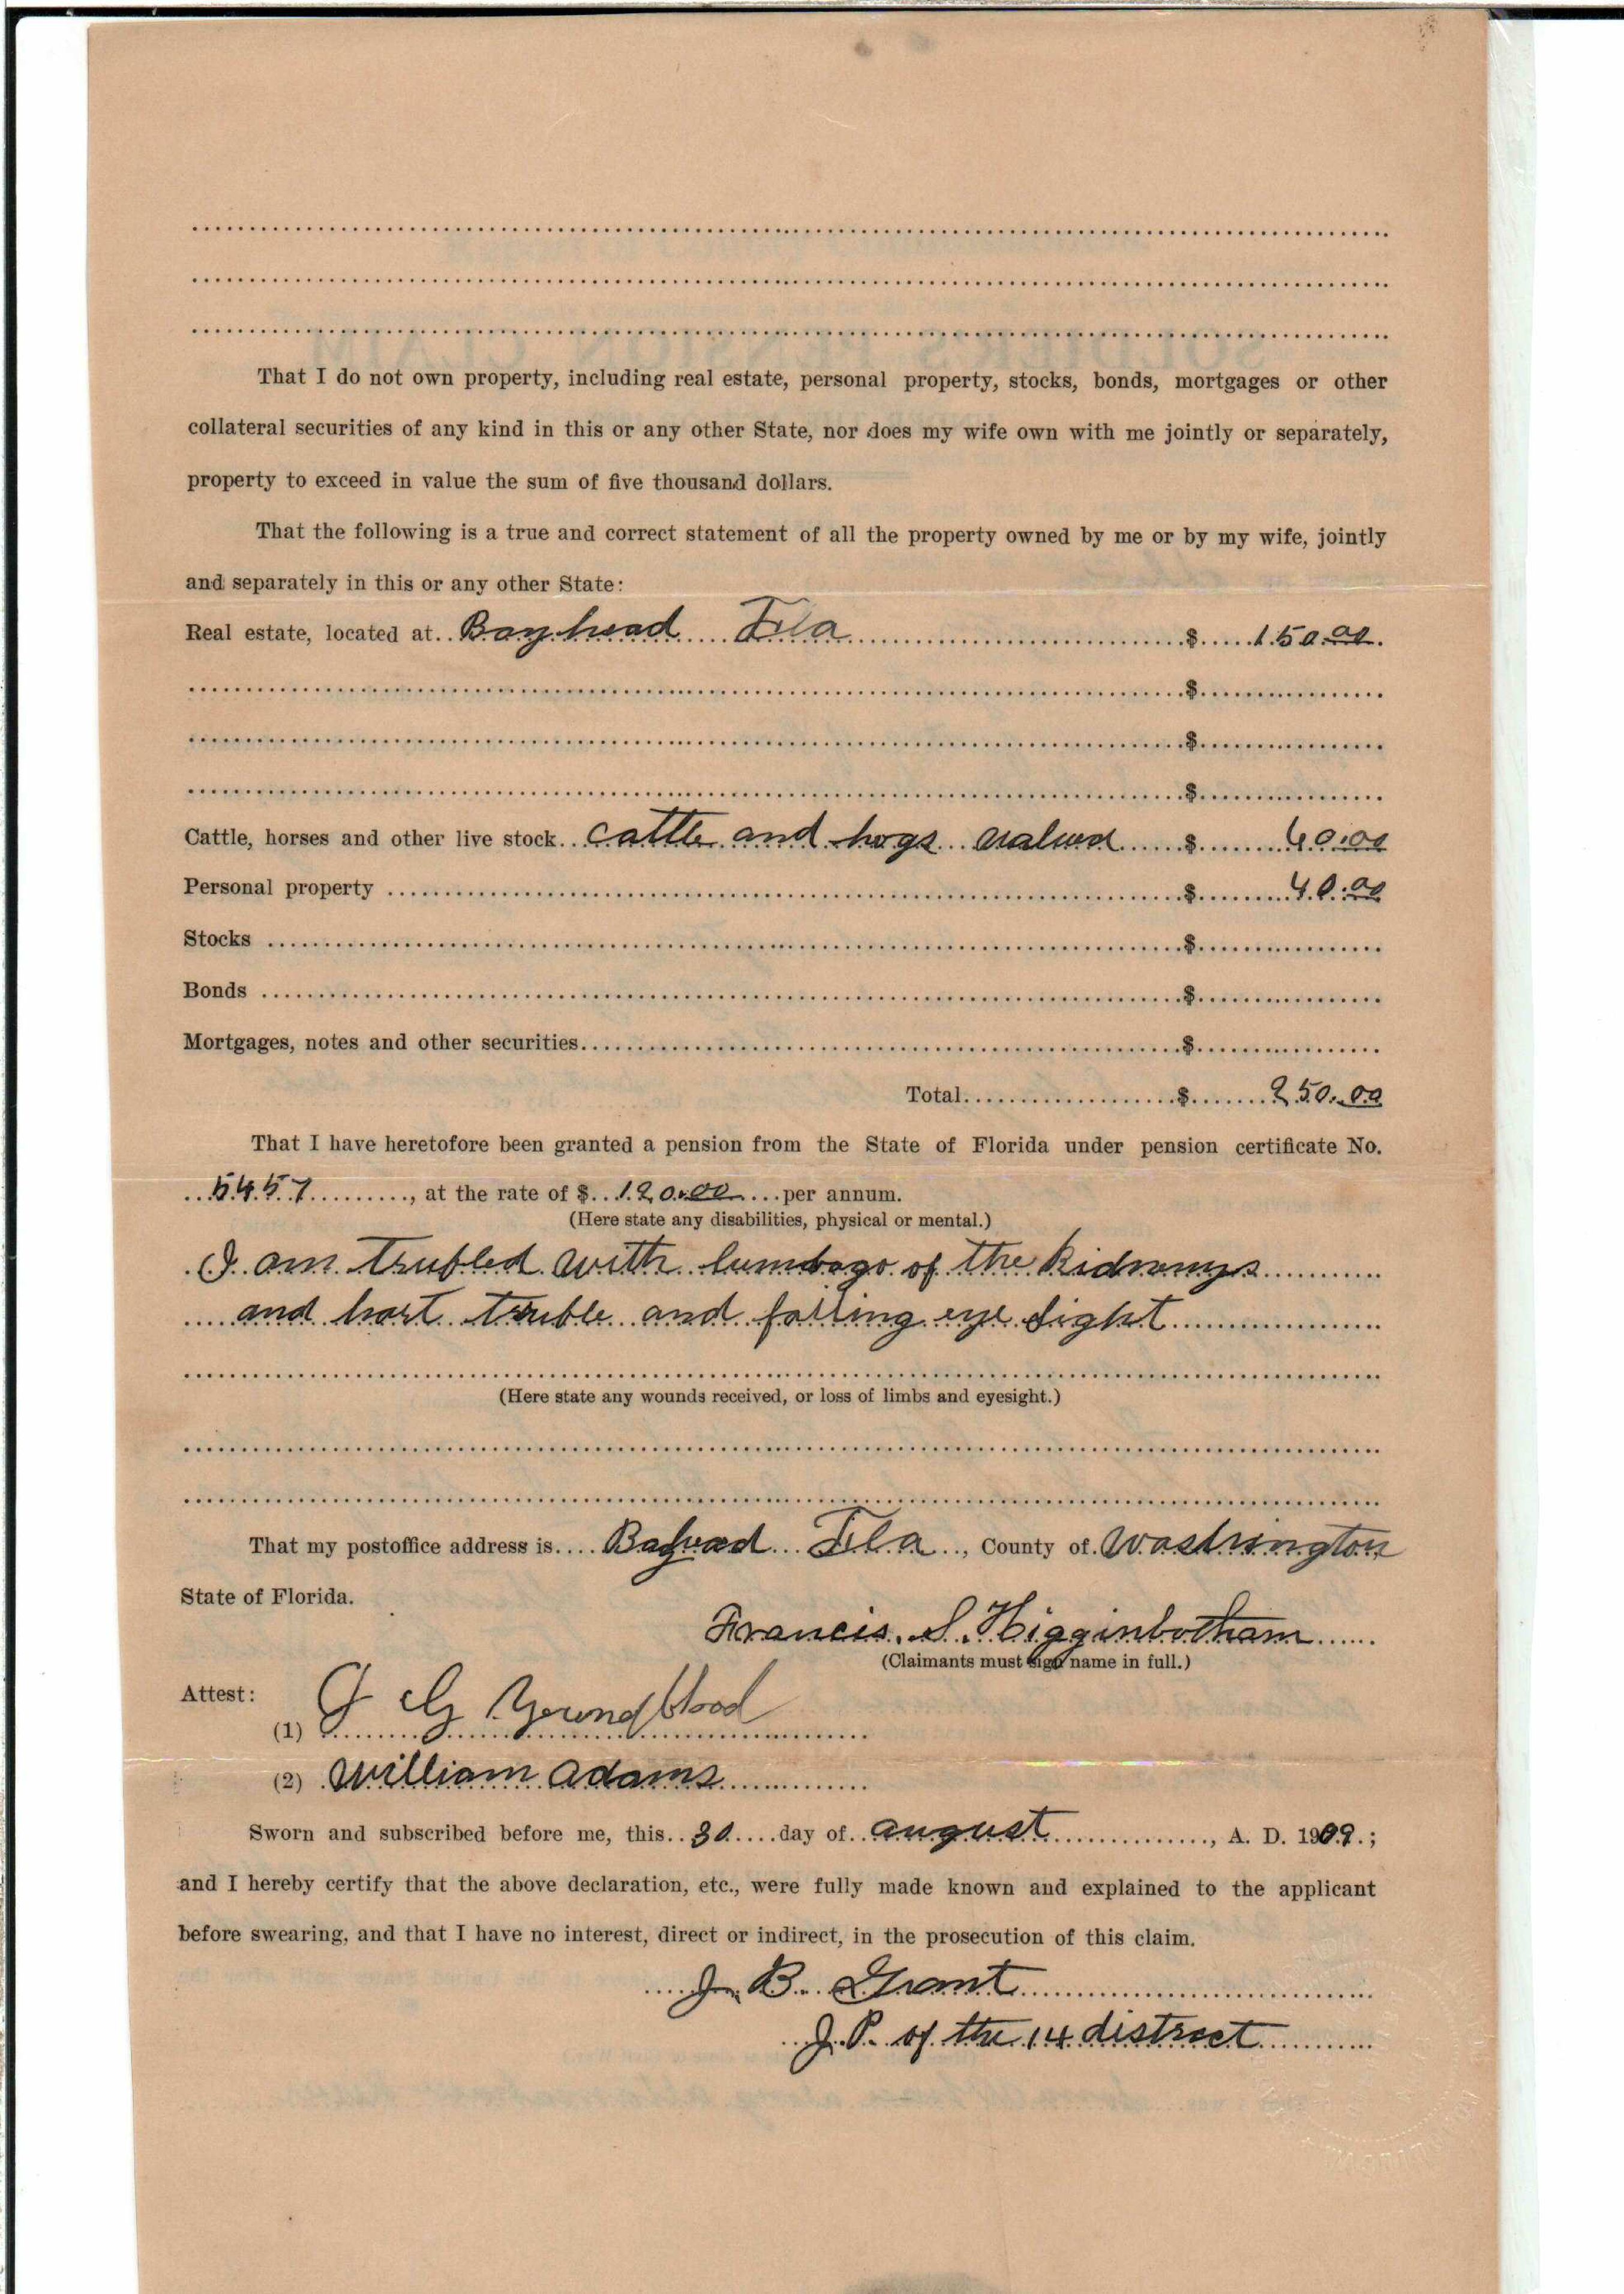 That I do not own property, including real estate, personal property, stocks, bonds, mortgages or other
collateral securities of any kind in this or any other State, nor does my wife own with me jointly or separately,
property to exceed in value the sum of five thousand dollars.
That the following is a true and correct statement of all the property owned by me or by my wife, jointly
and separately in this or any other State:
Real estate, located at Bayhead Fla $ 150.00
$
$
$
Cattle, horses and other live stock cattle and hogs valued $ 60.00
Personal property $ 40.00
Stocks $
Bonds $
Mortgages, notes and other securities $
Total $ 250.00
That I have heretofore been granted a pension from the State of Florida under pension certificate No.
5457, at the rate of $ 120.00 per annum.
(Here state any disabilities, physical or mental.)
I am trubled with lumbago of the Kidnenys
and hart truble and falling eye sight
(Here state any wounds received, or loss of limbs and eyesight.)
That my postoffice address is Bayhead Fla, County of Washington
State of Florida.
Francis. S. Higginbotham
(Claimants must sign name in full.)
Attest:
(1) J G Youngblood
(2) William Adams
Sworn and subscribed before me, this 30 day of august, A. D. 1909.;
and I hereby certify that the above declaration, etc., were fully made known and explained to the applicant
before swearing, and that I have no interest, direct or indirect, in the prosecution of this claim.
J. B. Grant
J. P. of the 14 distrect